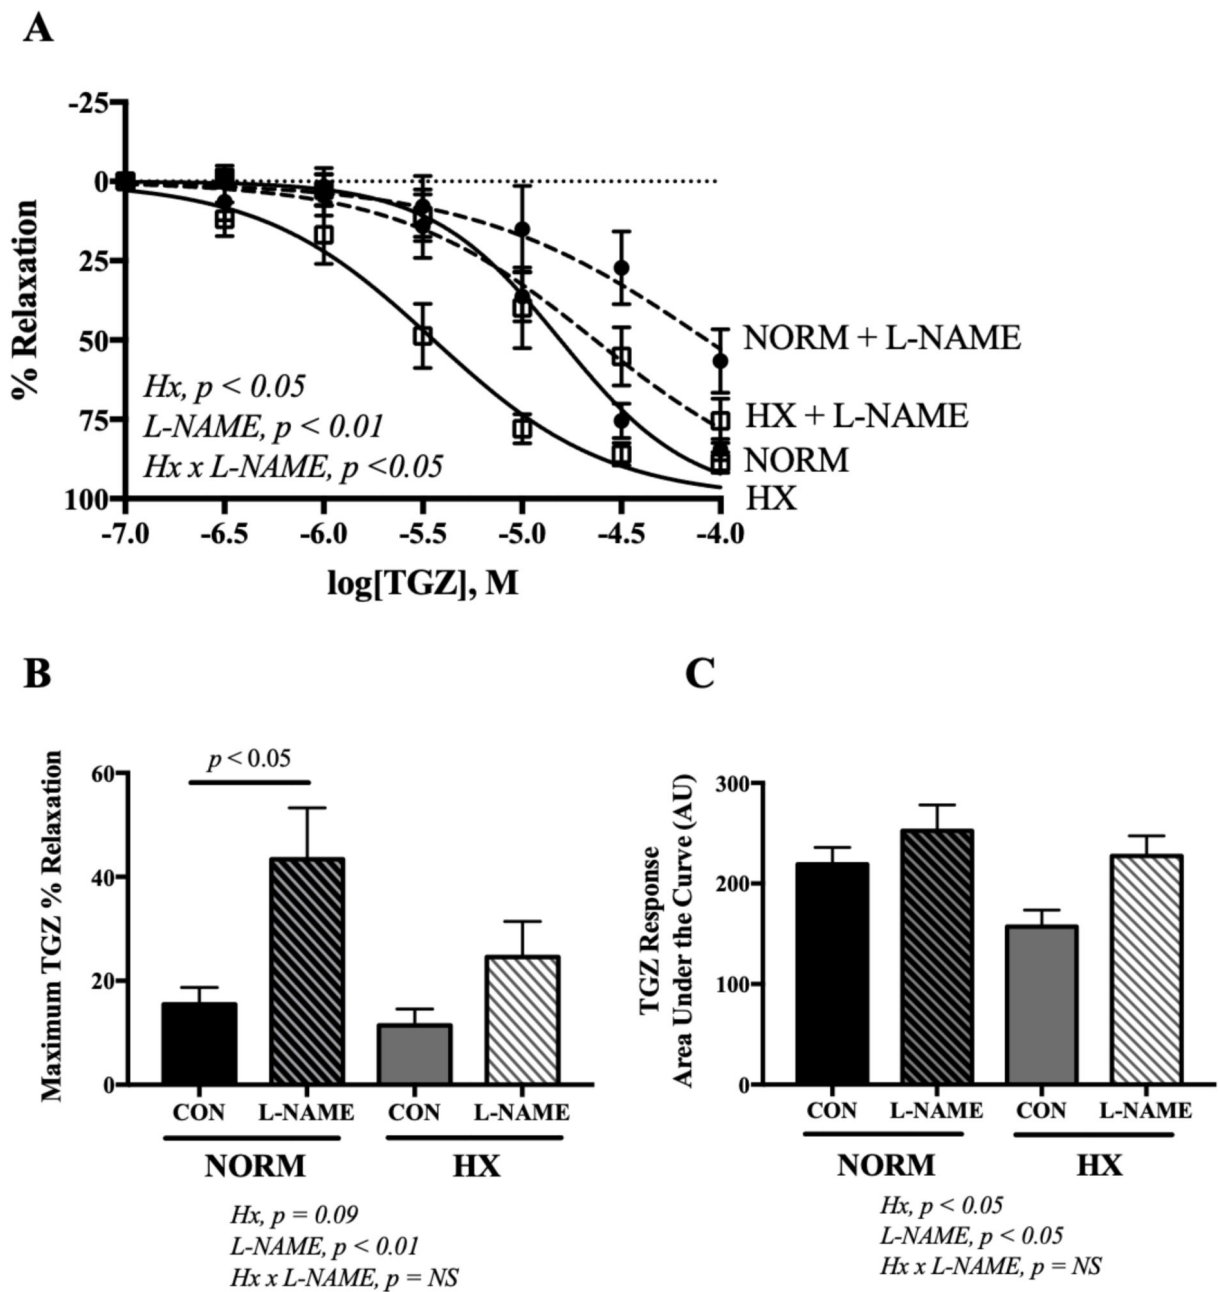 A
-25
0
25
50
75
100
% Relaxation
Hx, p < 0.05
L-NAME, p < 0.01
Hx x L-NAME, p <0.05
NORM + L-NAME
HX + L-NAME
NORM
HX
-7.0 -6.5 -6.0 -5.5 -5.0 -4.5 -4.0
log[TGZ], M
B
Maximum TGZ % Relaxation
60
40
20
0
p < 0.05
CON L-NAME CON L-NAME
NORM HX
Hx, p = 0.09
L-NAME, p < 0.01
Hx x L-NAME, p = NS
C
TGZ Response
Area Under the Curve (AU)
300
200
100
0
CON L-NAME CON L-NAME
NORM HX
Hx, p < 0.05
L-NAME, p < 0.05
Hx x L-NAME, p = NS